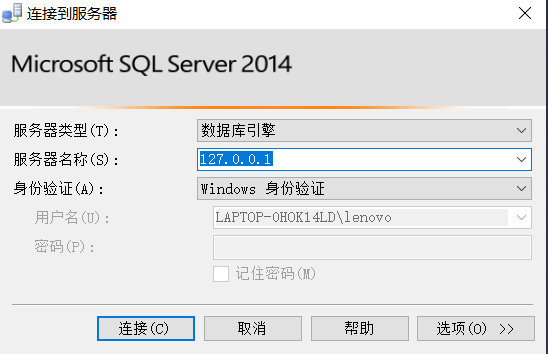 连接到服务器
Microsoft SQL Server 2014
服务器类型(T):
数据库引擎
服务器名称(S):
127.0.0.1
身份验证(A):
Windows 身份验证
用户名(U):
LAPTOP-0HOK14LD\lenovo
密码(P):
记住密码(M)
连接(C)
取消
帮助
选项(O) >>